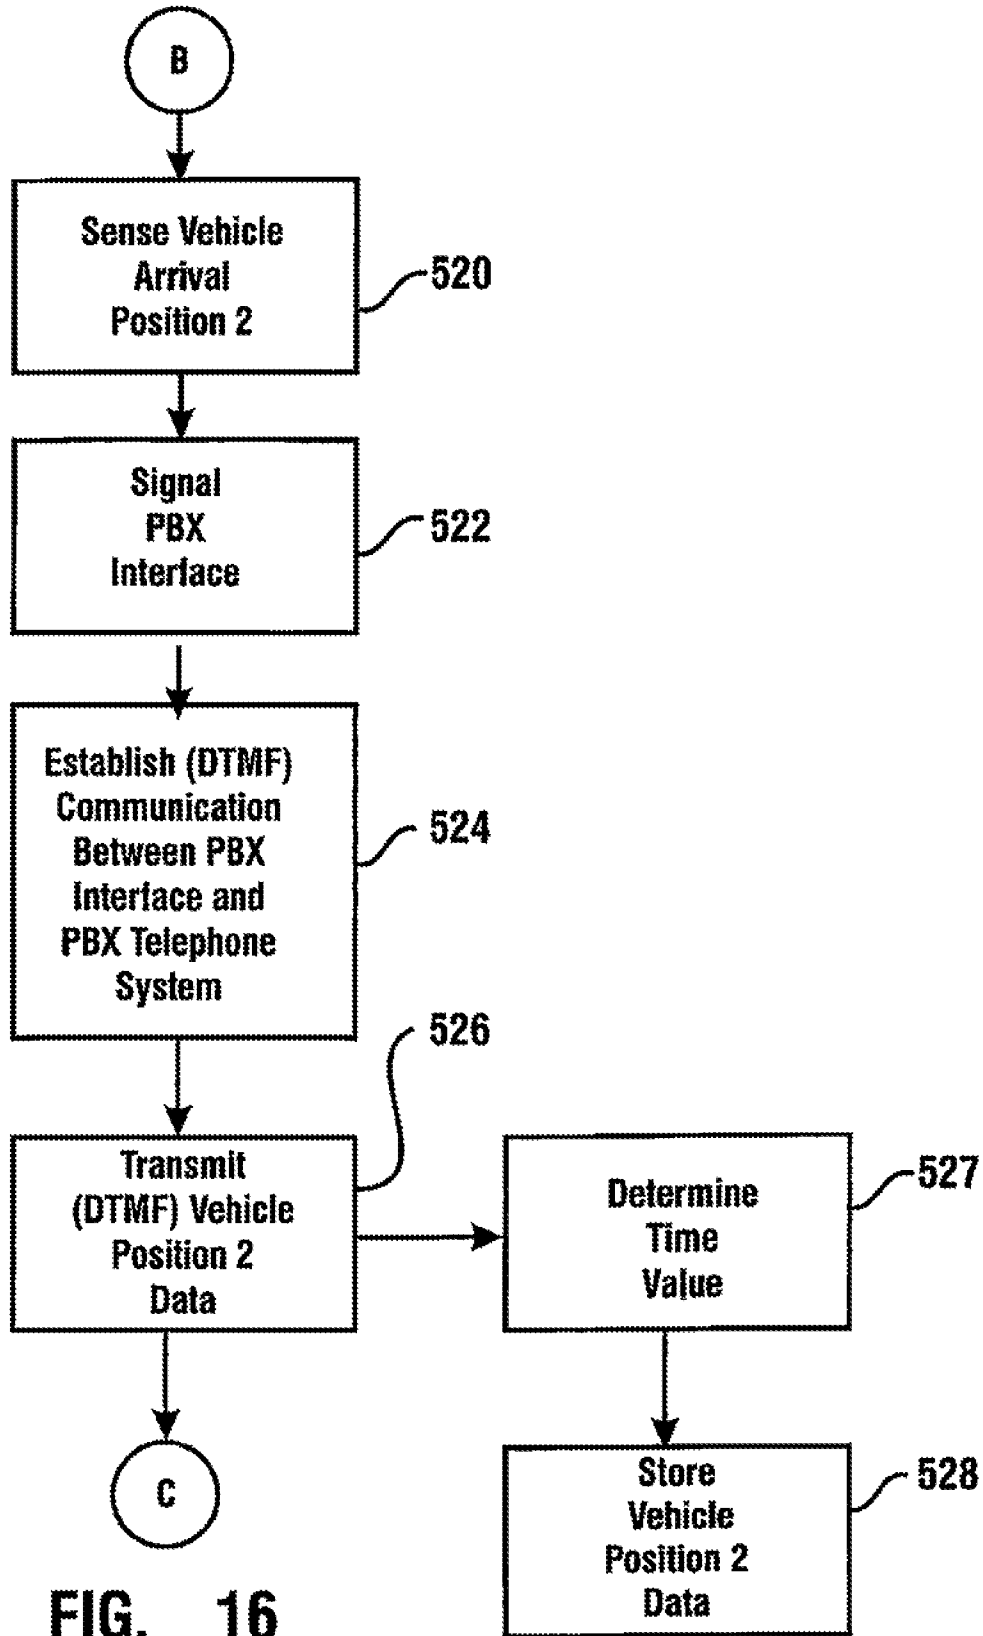 B
Sense Vehicle
Arrival
Position 2
520
Signal
PBX
Interface
522
Establish (DTMF)
Communication
Between PBX
Interface and
PBX Telephone
System
524
526
Transmit
(DTMF) Vehicle
Position 2
Data
Determine
Time
Value
527
C
Store
Vehicle
Position 2
Data
528
FIG. 16